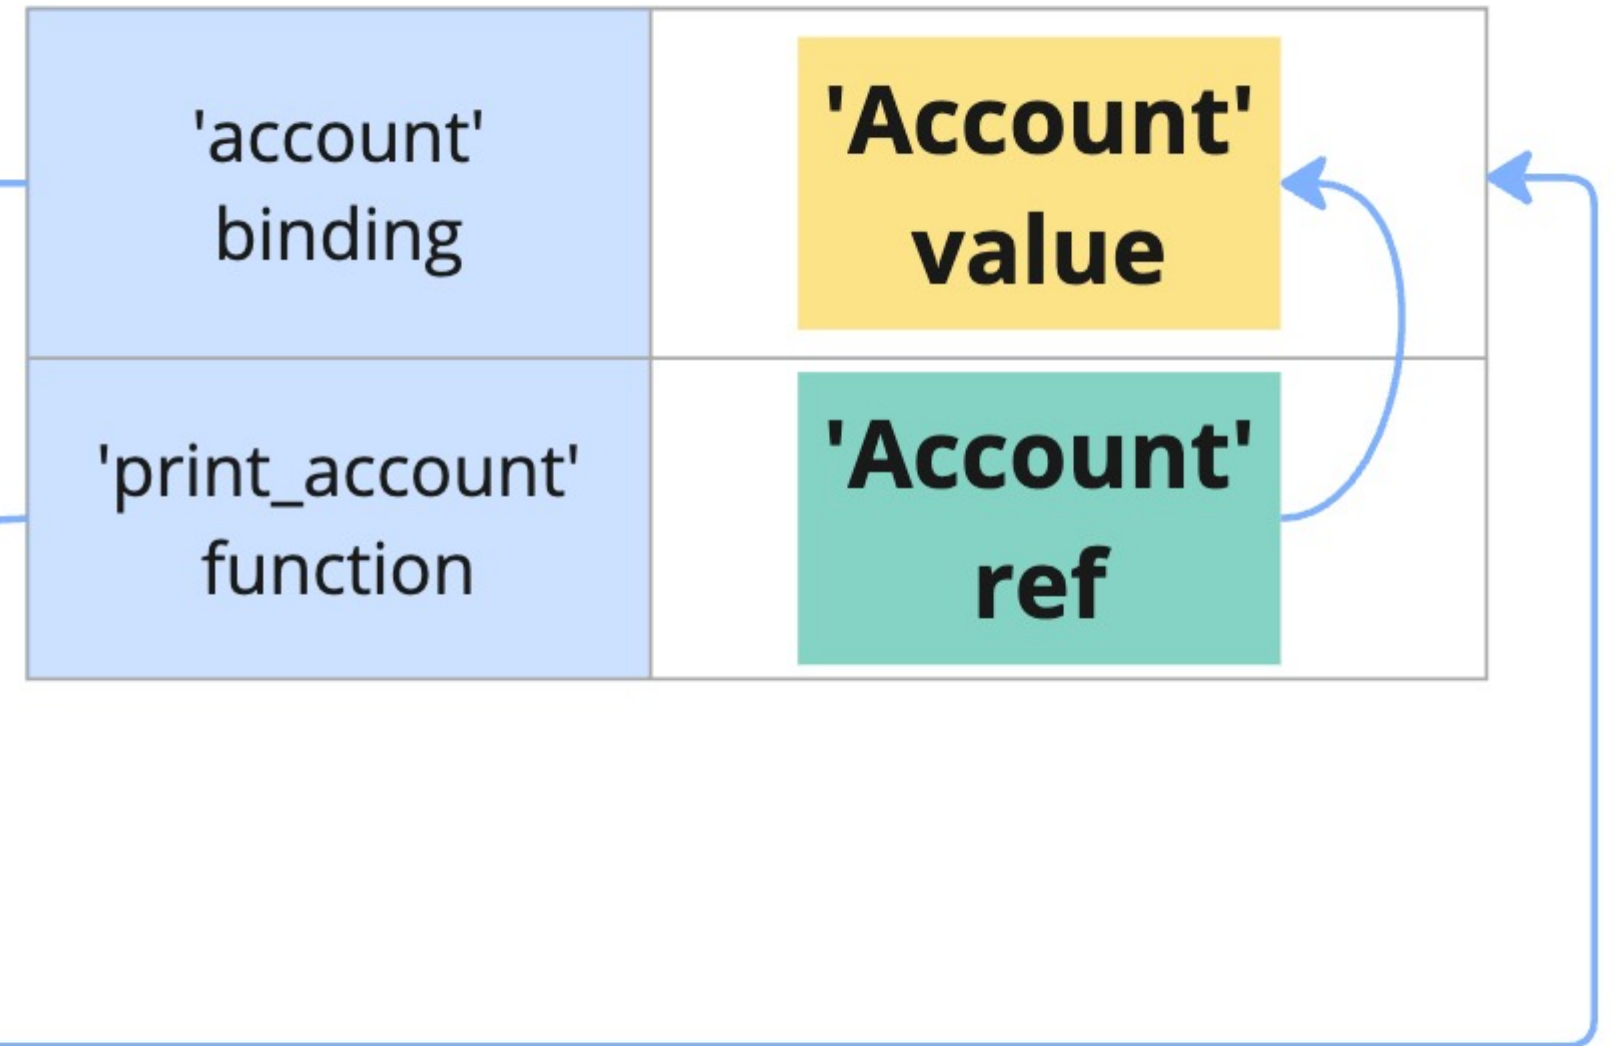 'account'
binding
'Account'
value
'print_account'
function
'Account'
ref